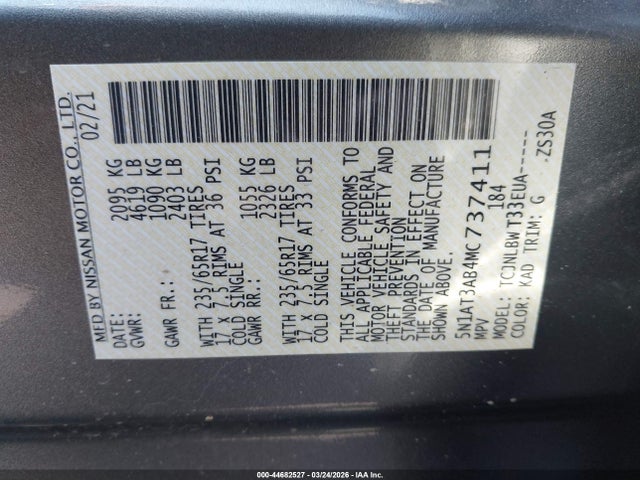 MFD BY NISSAN MOTOR CO., LTD.
DATE: 02/21
GVWR: 2095 KG
4619 LB
GAWR FR.: 1090 KG
2403 LB
WITH 235/65R17 TIRES
17 X 7.5 RIMS AT 36 PSI
COLD SINGLE
GAWR RR.: 1055 KG
2326 LB
WITH 235/65R17 TIRES
17 X 7.5 RIMS AT 33 PSI
COLD SINGLE
THIS VEHICLE CONFORMS TO
ALL APPLICABLE FEDERAL
MOTOR VEHICLE SAFETY AND
THEFT PREVENTION
STANDARDS IN EFFECT ON
THE DATE OF MANUFACTURE
SHOWN ABOVE.
5N1AT3AB4MC737411
MPV 184
MODEL: TCJNLBWT33EUA-----
COLOR: KAD TRIM: G ZS30A
000-44682527 - 03/24/2026 - IAA Inc.